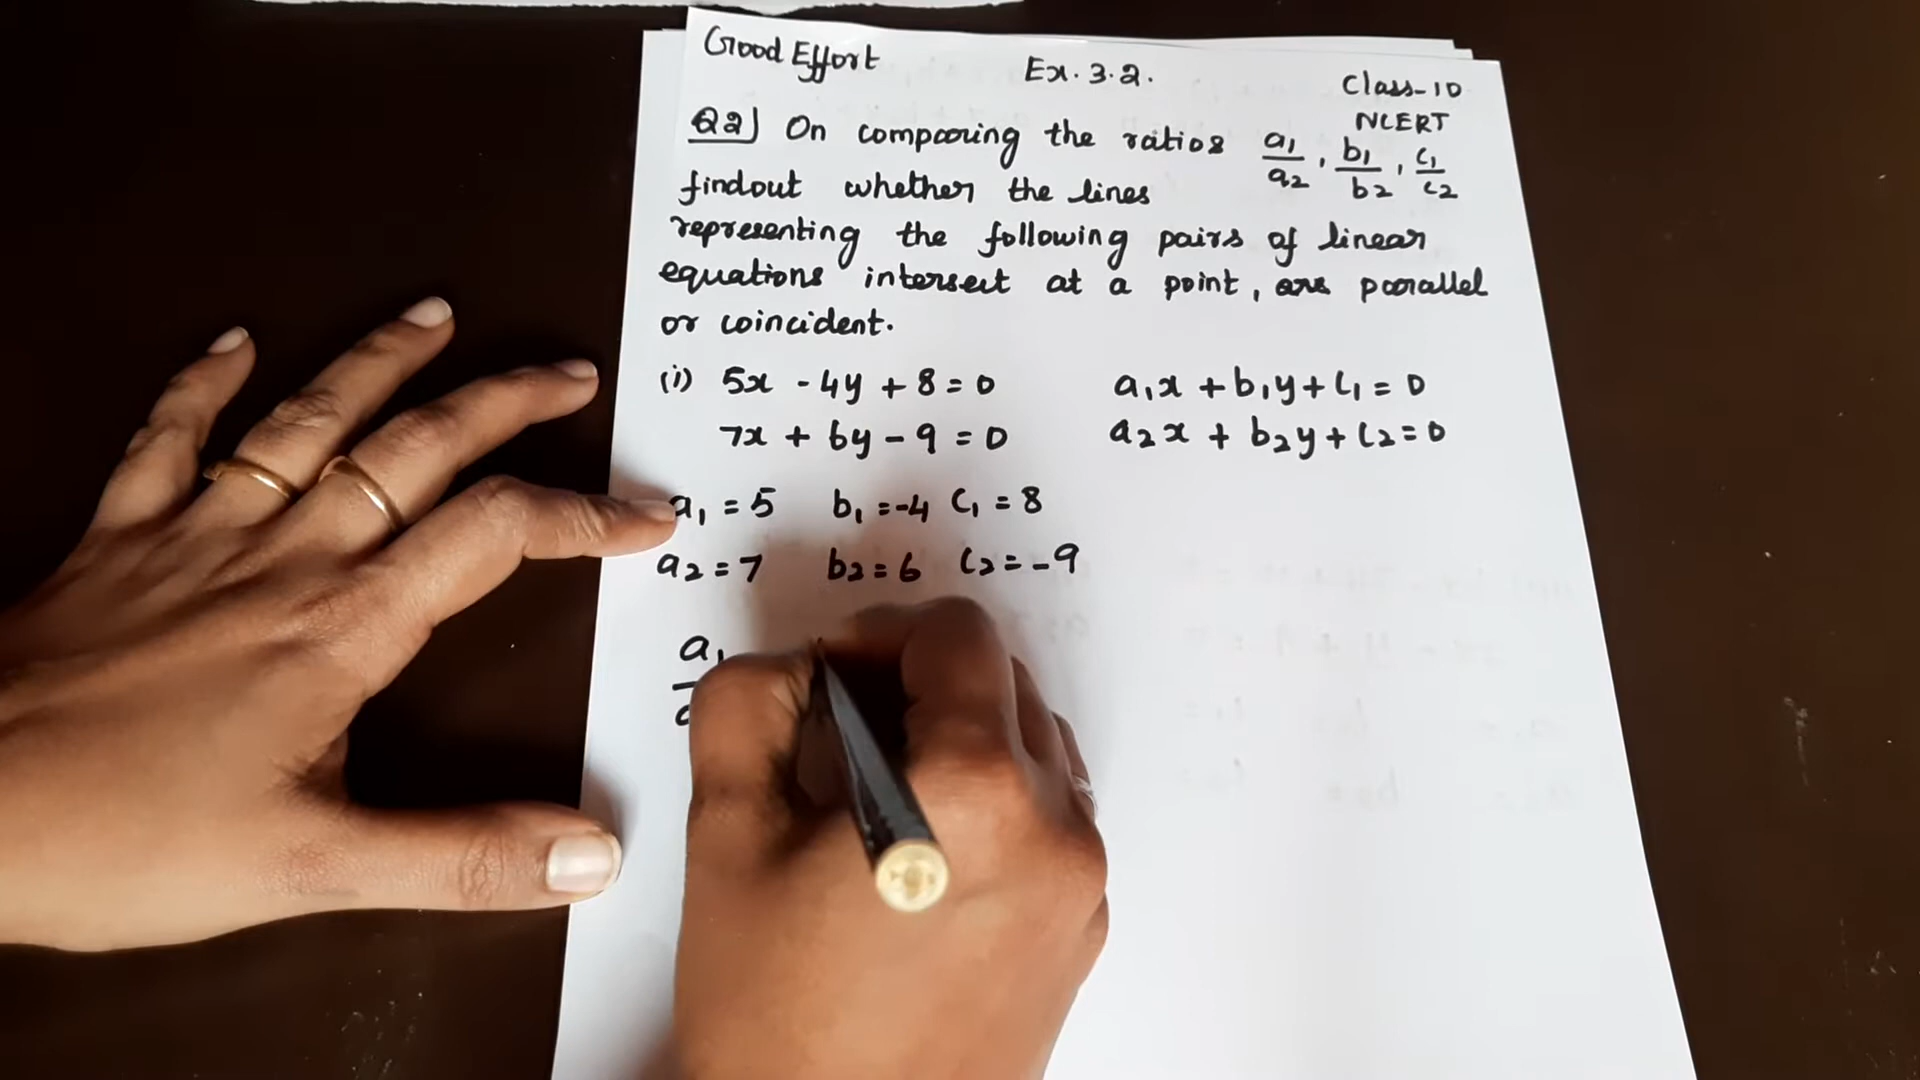 Good Effort Ex. 3.2. Class-10
NCERT
Q2) On comparing the ratios a1/a2, b1/b2, c1/c2
findout whether the lines
representing the following pairs of linear
equations intersect at a point, are parallel
or coincident.
(i) 5x - 4y + 8 = 0 a1x + b1y + c1 = 0
7x + 6y - 9 = 0 a2x + b2y + c2 = 0
a1 = 5 b1 = -4 c1 = 8
a2 = 7 b2 = 6 c2 = -9
a1